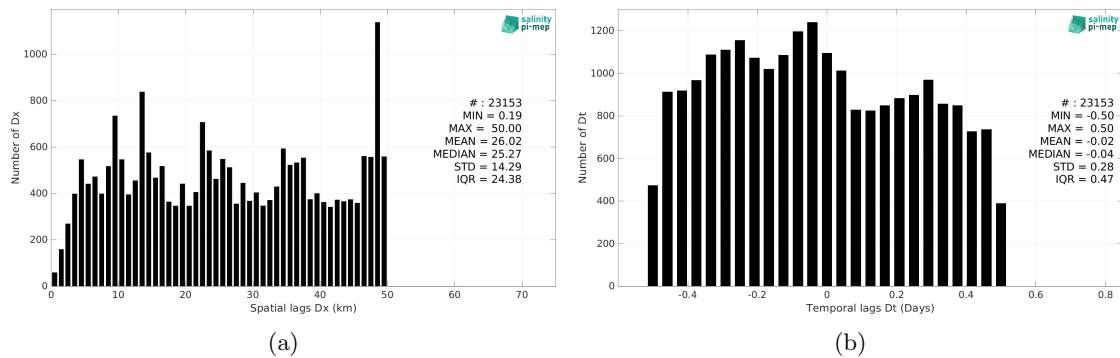 salinity
pi-mep
1000
800
600
400
200
0
Number of Dx
# : 23153
MIN = 0.19
MAX = 50.00
MEAN = 26.02
MEDIAN = 25.27
STD = 14.29
IQR = 24.38
0 10 20 30 40 50 60 70
Spatial lags Dx (km)
(a)
salinity
pi-mep
1200
1000
800
600
400
200
0
Number of Dt
# : 23153
MIN = -0.50
MAX = 0.50
MEAN = -0.02
MEDIAN = -0.04
STD = 0.28
IQR = 0.47
-0.4 -0.2 0 0.2 0.4 0.6 0.8
Temporal lags Dt (Days)
(b)